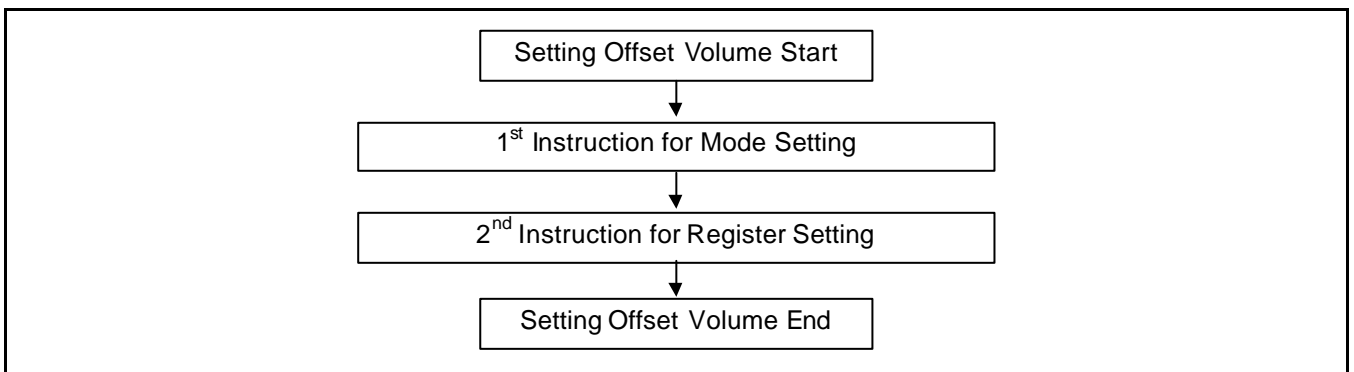 Setting Offset Volume Start
1st Instruction for Mode Setting
2nd Instruction for Register Setting
Setting Offset Volume End